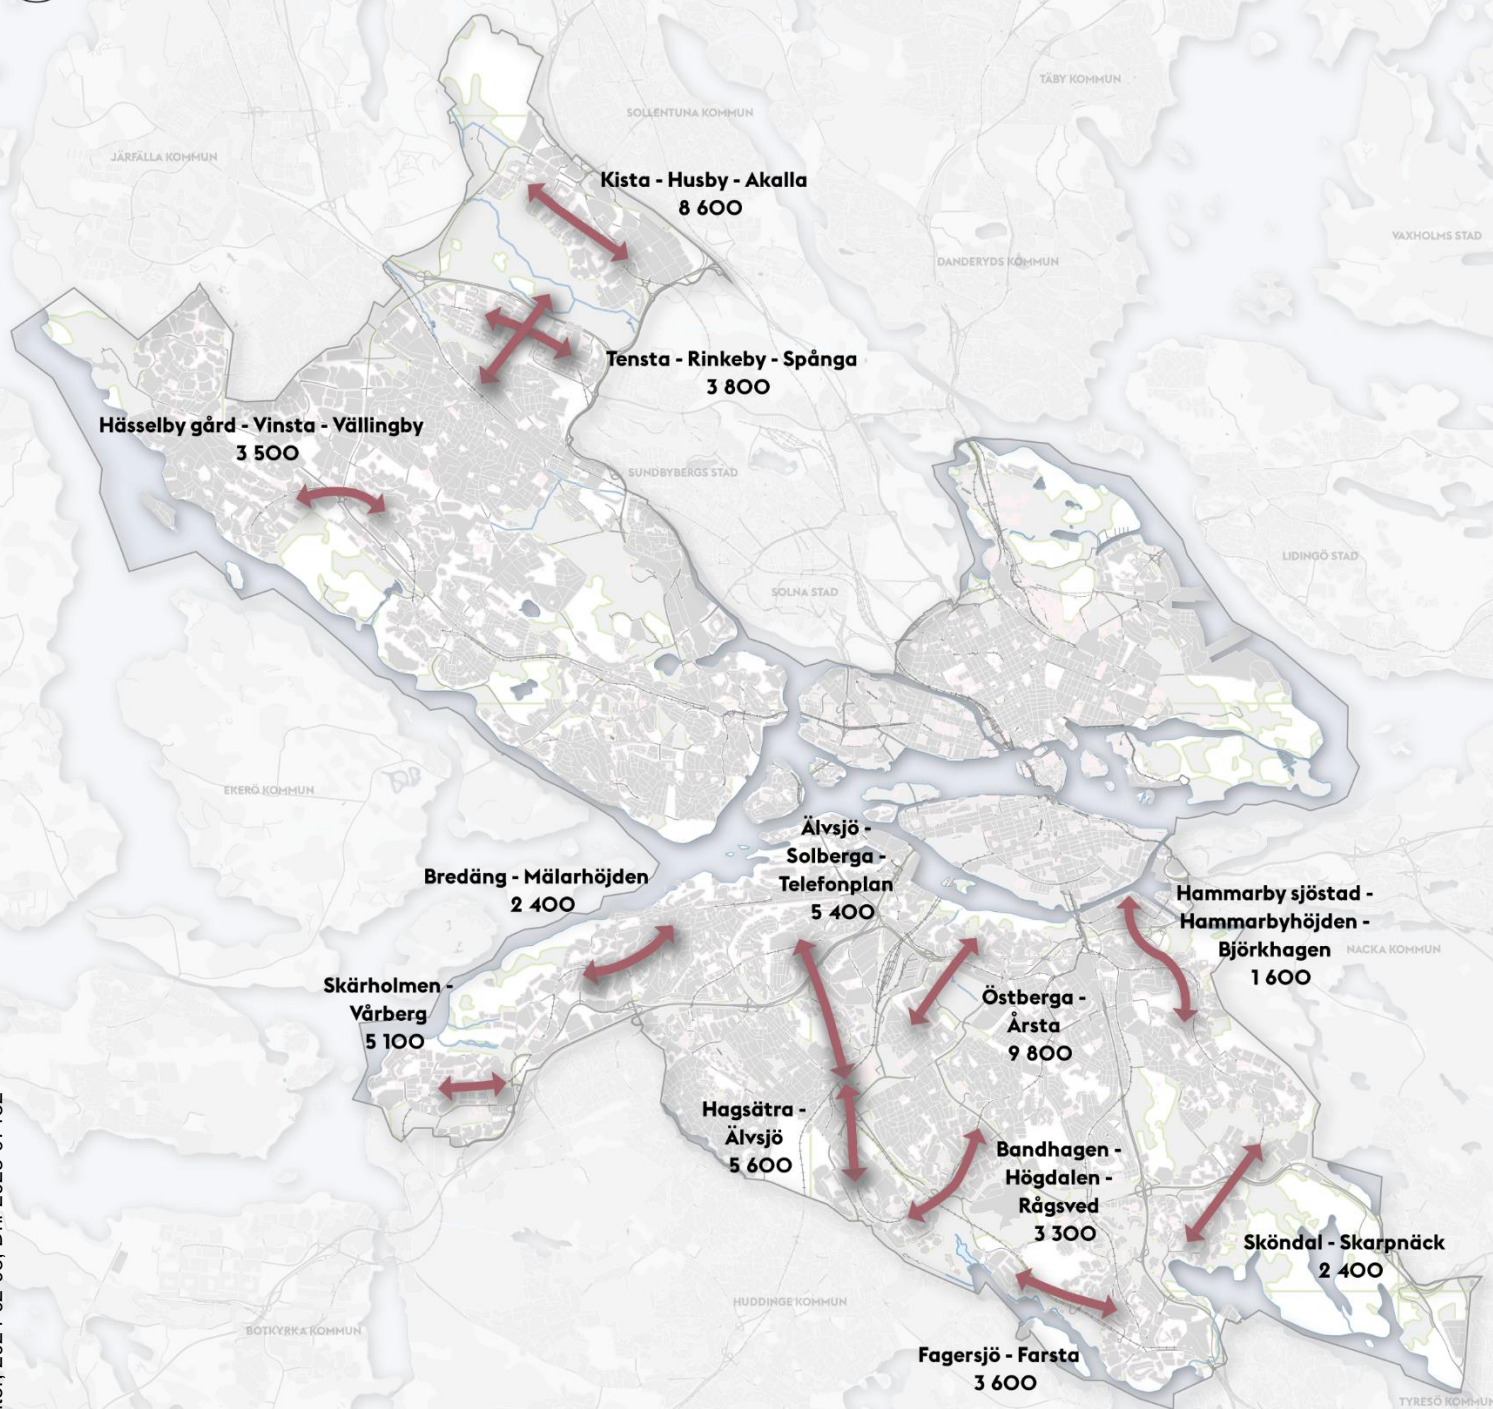 TÄBY KOMMUN
SOLLENTUNA KOMMUN
JÄRFÄLLA KOMMUN
Kista - Husby - Akalla
8 600
VAXHOLMS STAD
DANDERYDS KOMMUN
Tensta - Rinkeby - Spånga
3 800
Hässelby gård - Vinsta - Vällingby
3 500
SUNDBYBERGS STAD
LIDINGÖ STAD
SOLNA STAD
EKERÖ KOMMUN
Älvsjö -
Solberga -
Telefonplan
5 400
Bredäng - Mälarhöjden
2 400
Hammarby sjöstad -
Hammarbyhöjden -
Björkhagen
1 600
NACKA KOMMUN
Skärholmen -
Vårberg
5 100
Östberga -
Årsta
9 800
Hagsätra -
Älvsjö
5 600
Bandhagen -
Högdalen -
Rågsved
3 300
Sköndal - Skarpnäck
2 400
HUDDINGE KOMMUN
BOTKYRKA KOMMUN
Fagersjö - Farsta
3 600
TYRESÖ KOMMUN